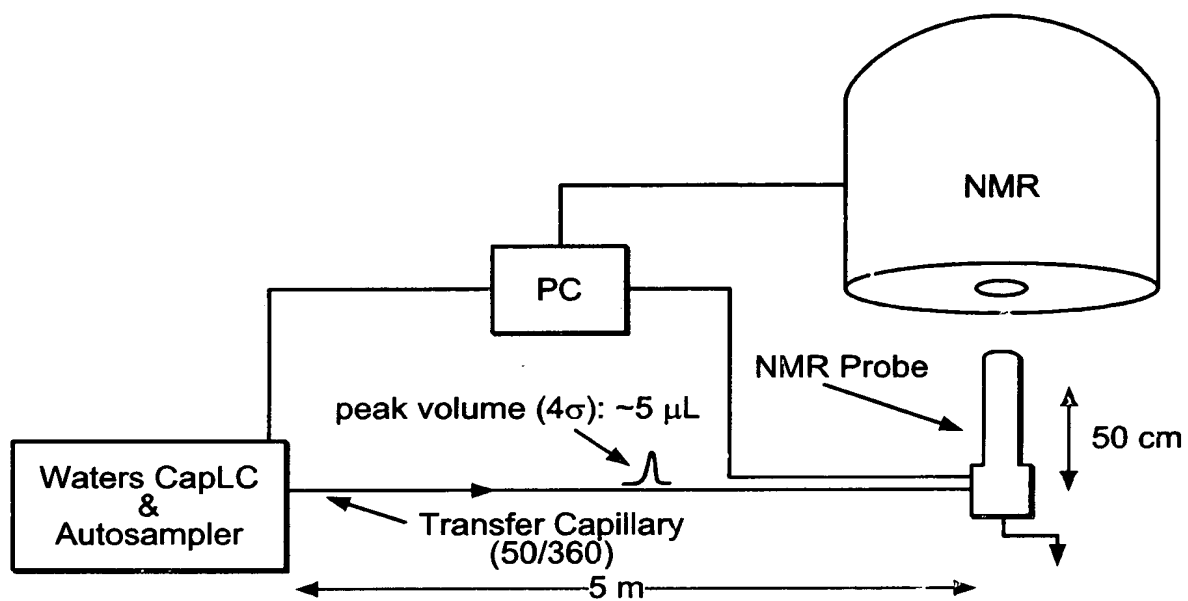 NMR
PC
NMR Probe
peak volume (4σ): ~5 μL
50 cm
Waters CapLC
&
Autosampler
Transfer Capillary
(50/360)
5 m